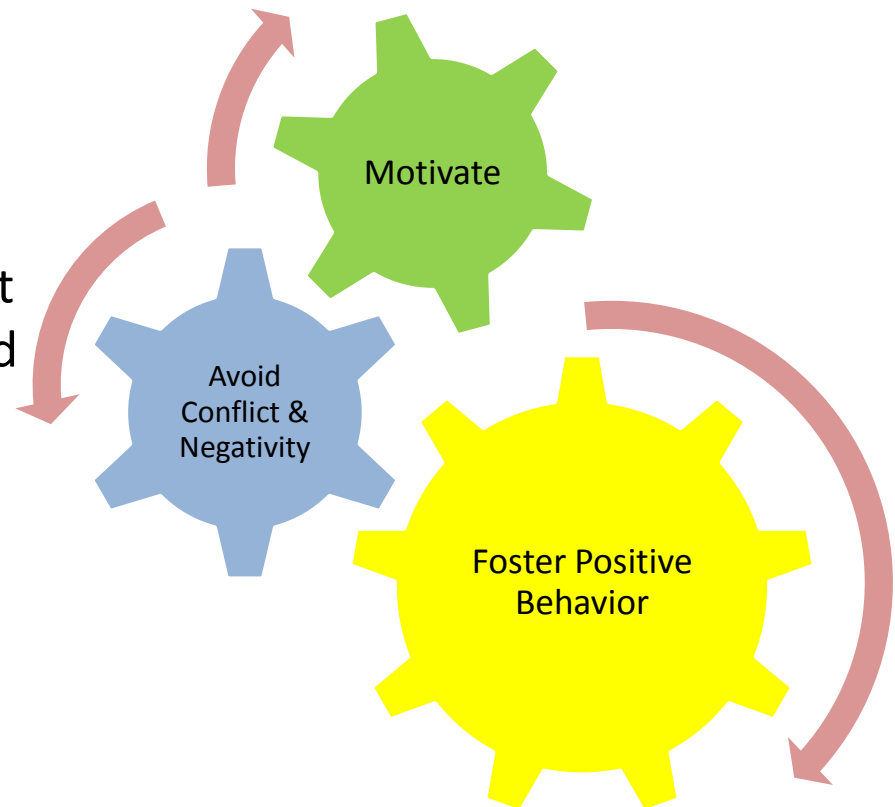 Motivate
t
d
Avoid
Conflict &
Negativity
Foster Positive
Behavior